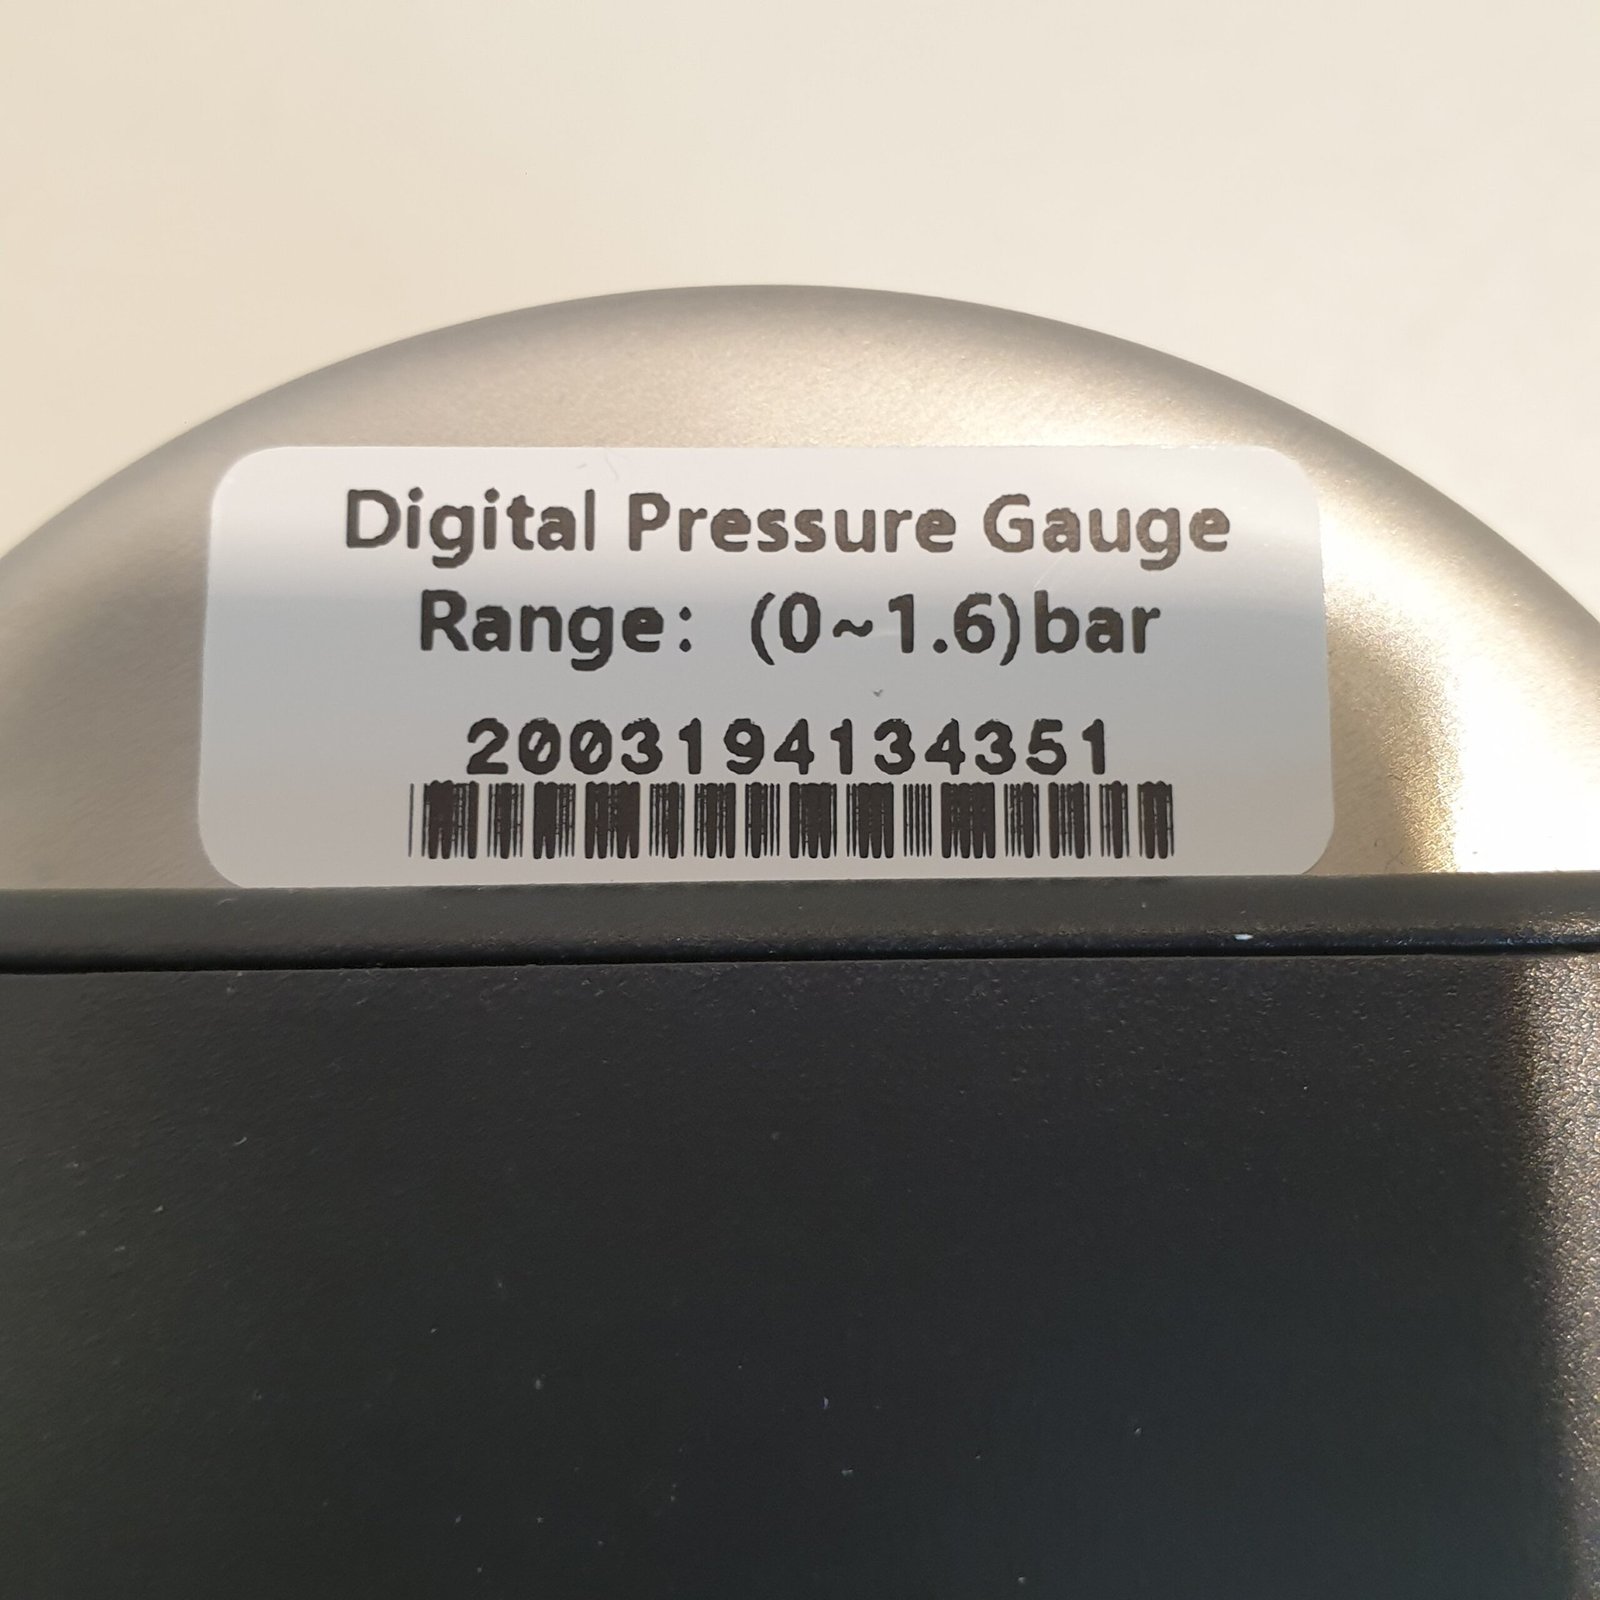 Digital Pressure Gauge
Range: (0~1.6)bar
2003194134351